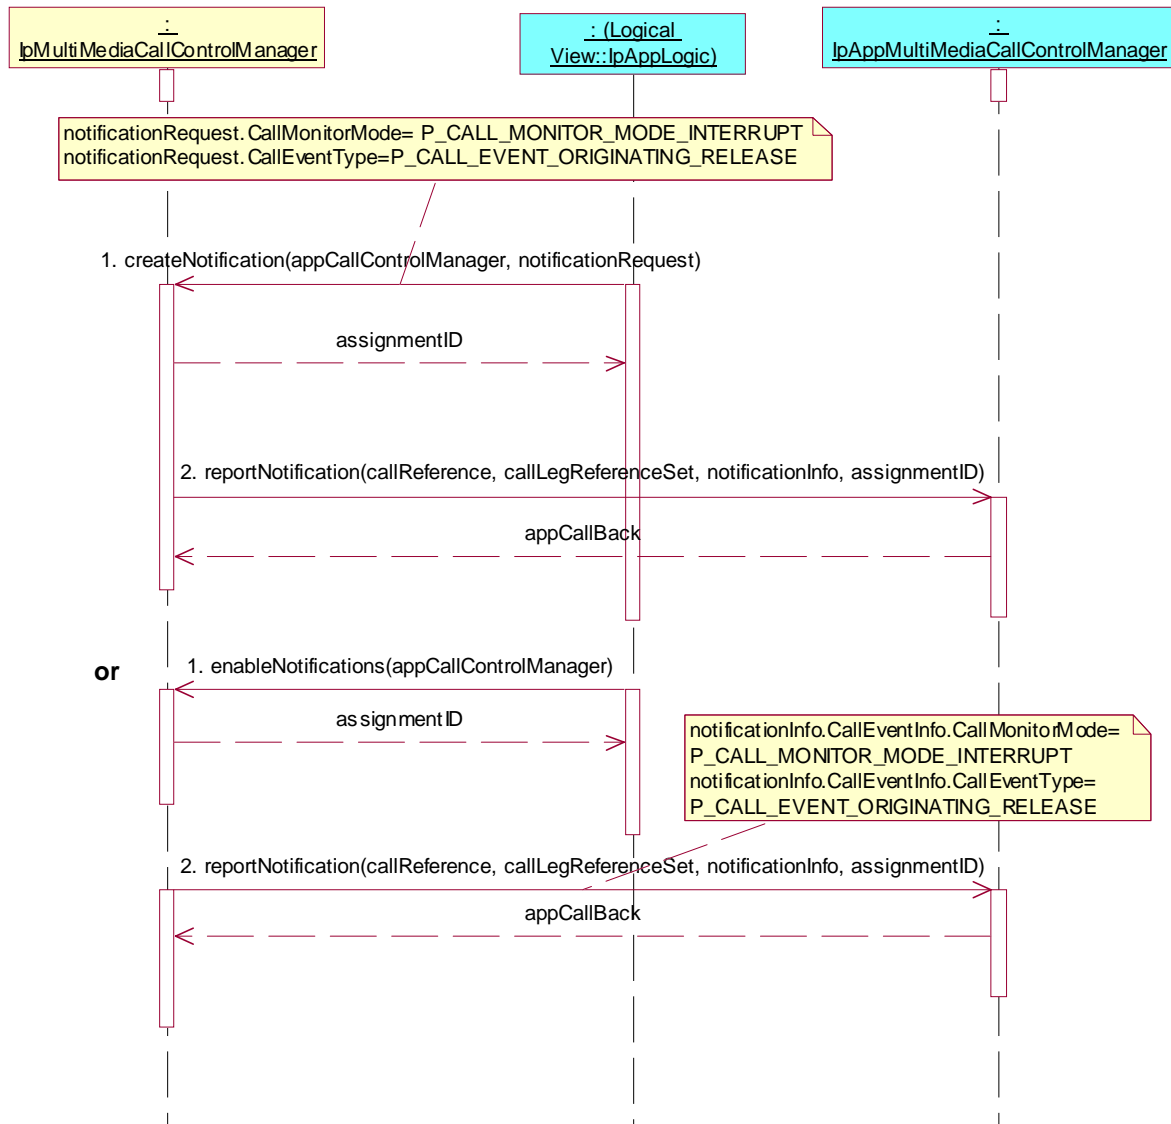 :
IpMultiMediaCallControlManager
: (Logical
View::IpAppLogic)
:
IpAppMultiMediaCallControlManager
notificationRequest.CallMonitorMode= P_CALL_MONITOR_MODE_INTERRUPT
notificationRequest.CallEventType=P_CALL_EVENT_ORIGINATING_RELEASE
1. createNotification(appCallControlManager, notificationRequest)
assignmentID
2. reportNotification(callReference, callLegReferenceSet, notificationInfo, assignmentID)
appCallBack
or
1. enableNotifications(appCallControlManager)
assignmentID
notificationInfo.CallEventInfo.CallMonitorMode=
P_CALL_MONITOR_MODE_INTERRUPT
notificationInfo.CallEventInfo.CallEventType=
P_CALL_EVENT_ORIGINATING_RELEASE
2. reportNotification(callReference, callLegReferenceSet, notificationInfo, assignmentID)
appCallBack